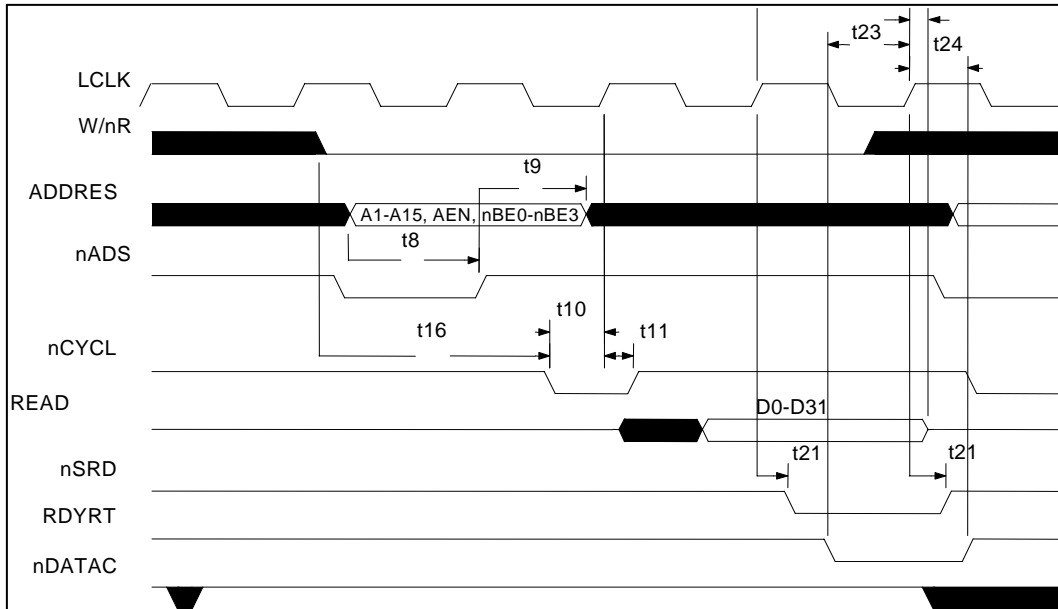 t23
t24
LCLK
W/nR
t9
ADDRES
A1-A15, AEN, nBE0-nBE3
t8
nADS
t10
t16
t11
nCYCL
READ
D0-D31
nSRD
t21
t21
RDYRT
nDATAC